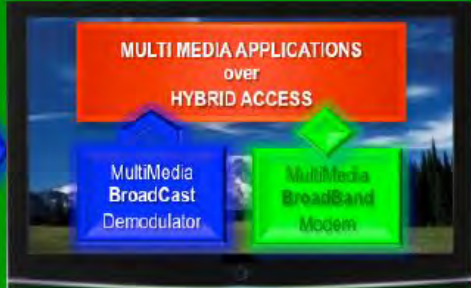 MULTI MEDIA APPLICATIONS
over
HYBRID ACCESS
MultiMedia
BroadCast
Demodulator
MultiMedia
BroadBand
Modem